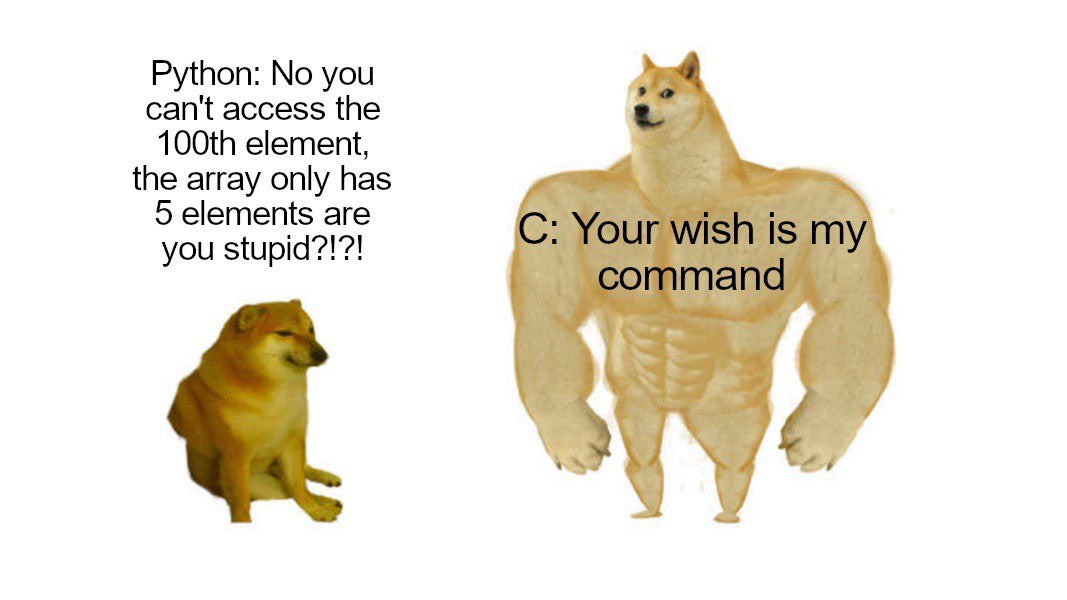 Python: No you
can't access the
100th element,
the array only has
5 elements are
you stupid?!?!
C: Your wish is my
command